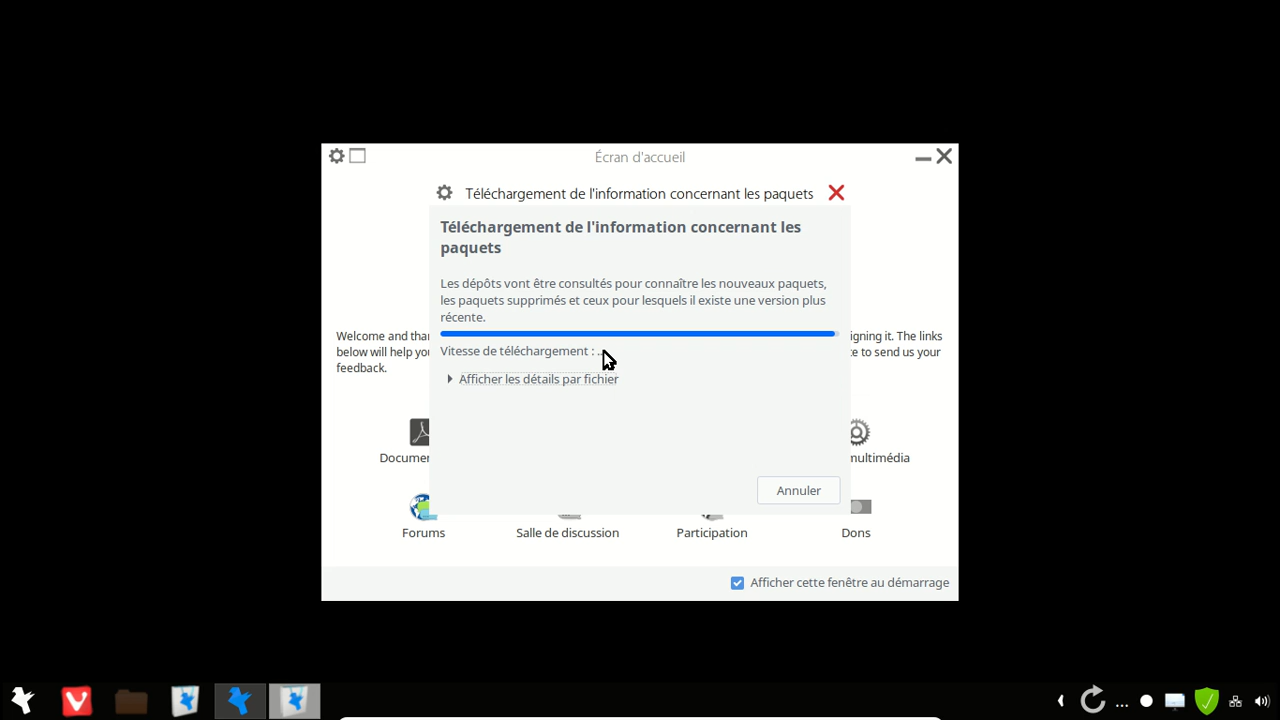 Écran d'accueil
Téléchargement de l'information concernant les paquets
Téléchargement de l'information concernant les
paquets
Les dépôts vont être consultés pour connaître les nouveaux paquets,
les paquets supprimés et ceux pour lesquels il existe une version plus
récente.
Welcome and tha
igning it. The links
below will help yo
e to send us your
feedback.
Vitesse de téléchargement : ..
Afficher les détails par fichier
Docume
multimédia
Annuler
Forums
Salle de discussion
Participation
Dons
Afficher cette fenêtre au démarrage
...